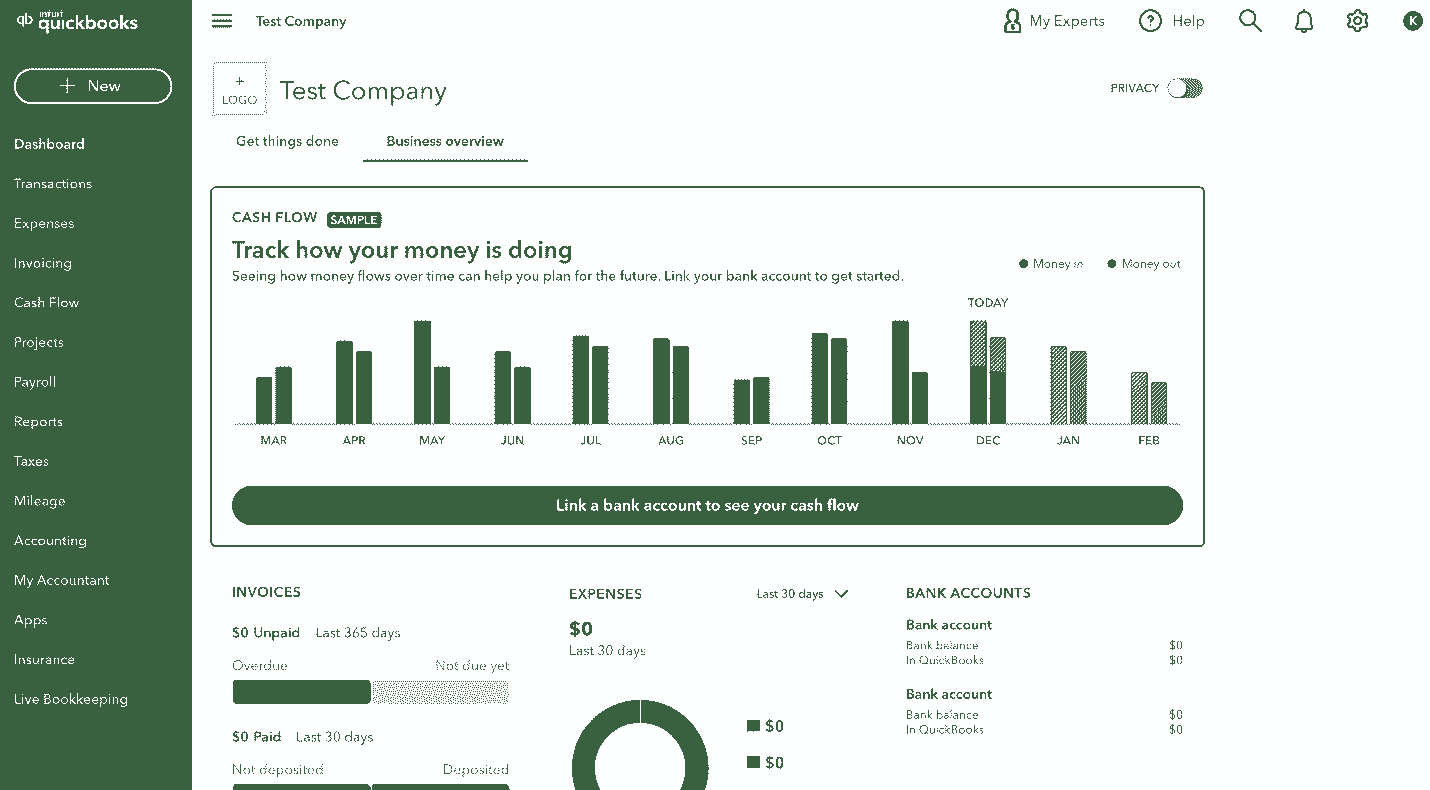 intuit
qb quickbooks
Test Company
My Experts
Help
K
New
Dashboard
Transactions
Expenses
Invoicing
Cash Flow
Projects
Payroll
Reports
Taxes
Mileage
Accounting
My Accountant
Apps
Insurance
Live Bookkeeping
+
LOGO
Test Company
PRIVACY
Get things done
Business overview
CASH FLOW SAMPLE
Track how your money is doing
Seeing how money flows over time can help you plan for the future. Link your bank account to get started.
Money in
Money out
TODAY
MAR APR MAY JUN JUL AUG SEP OCT NOV DEC JAN FEB
Link a bank account to see your cash flow
INVOICES
$0 Unpaid Last 365 days
Overdue Not due yet
$0 Paid Last 30 days
Not deposited Deposited
EXPENSES
Last 30 days
$0
Last 30 days
$0
$0
BANK ACCOUNTS
Bank account
Bank balance $0
In QuickBooks $0
Bank account
Bank balance $0
In QuickBooks $0